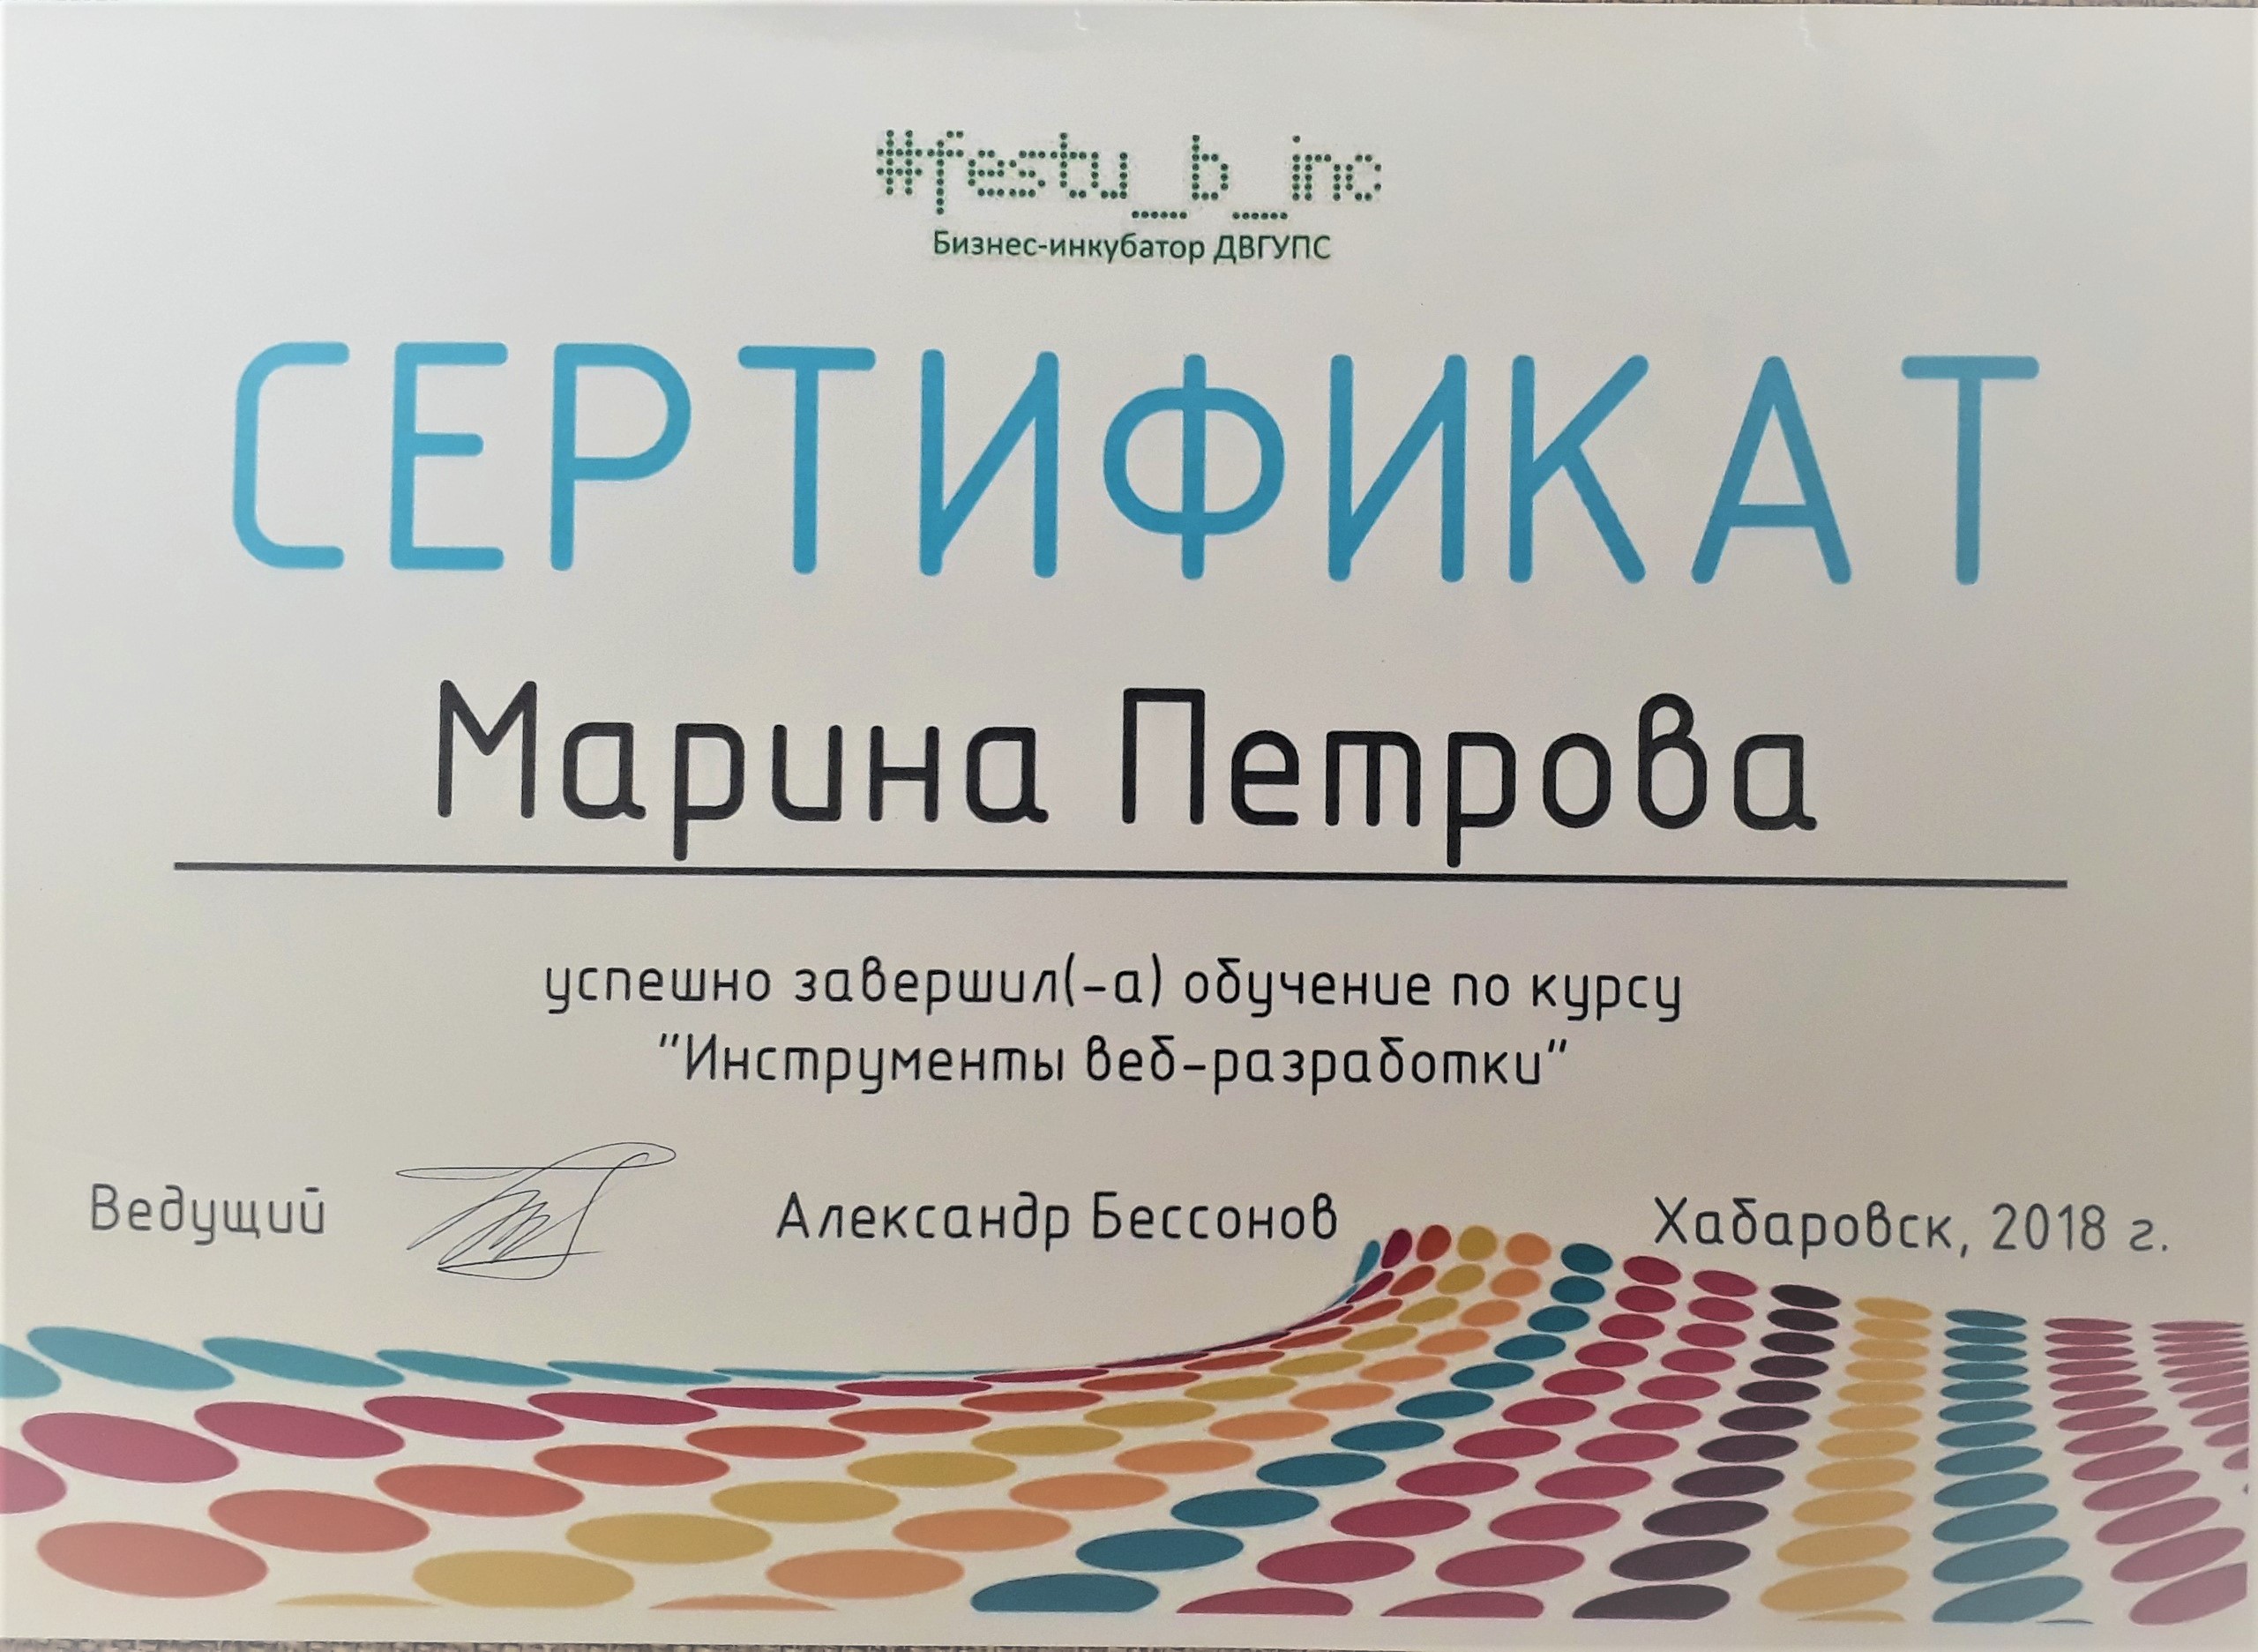 #festu_b_inc
Бизнес-инкубатор ДВГУПС
СЕРТИФИКАТ
Марина Петрова
успешно завершил(-а) обучение по курсу
"Инструменты веб-разработки"
Ведущий Александр Бессонов Хабаровск, 2018 г.